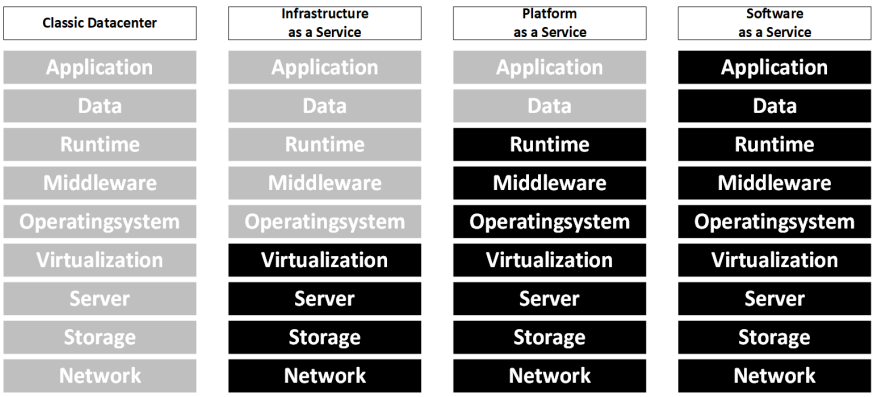 Classic Datacenter
Infrastructure
as a Service
Platform
as a Service
Software
as a Service
Application
Application
Application
Application
Data
Data
Data
Data
Runtime
Runtime
Runtime
Runtime
Middleware
Middleware
Middleware
Middleware
Operatingsystem
Operatingsystem
Operatingsystem
Operatingsystem
Virtualization
Virtualization
Virtualization
Virtualization
Server
Server
Server
Server
Storage
Storage
Storage
Storage
Network
Network
Network
Network